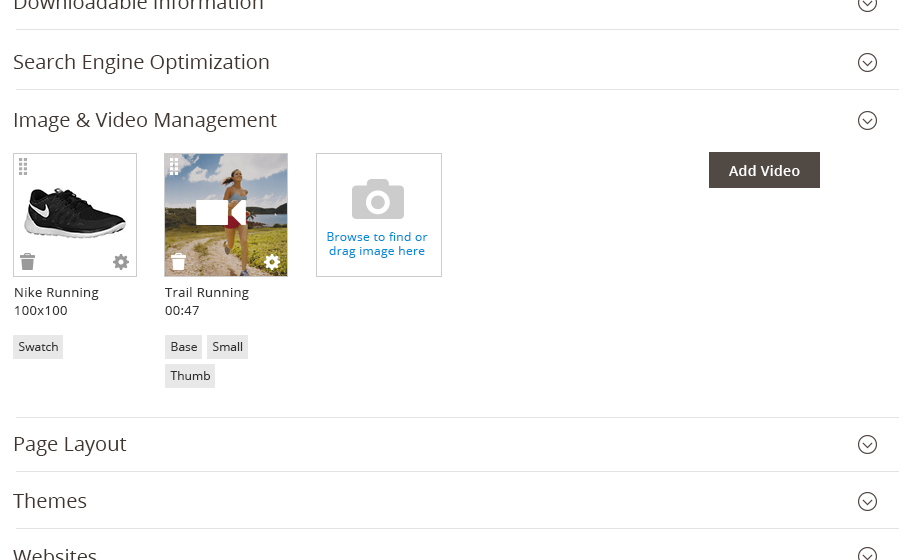 Downloadable Information
Search Engine Optimization
Image & Video Management
Add Video
Browse to find or
drag image here
Nike Running
100x100
Trail Running
00:47
Swatch
Base Small
Thumb
Page Layout
Themes
Websites